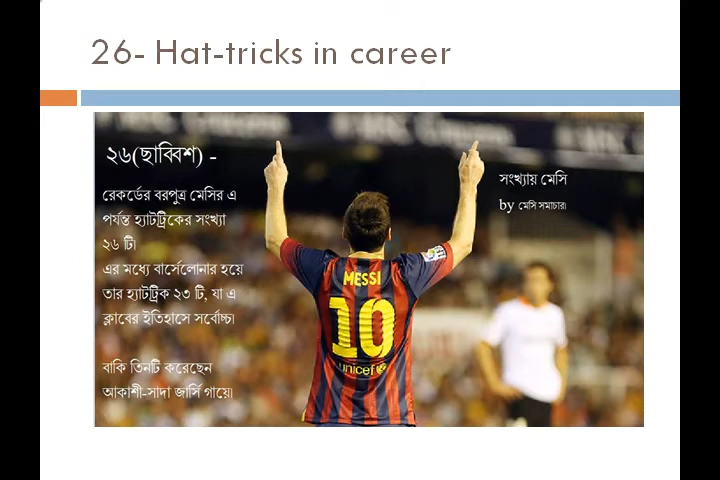 26- Hat-tricks in career
২৬(ছাব্বিশ) -
রেকর্ডের বরপুত্র মেসির এ
পর্যন্ত হ্যাটট্রিকের সংখ্যা
২৬ টি।
এর মধ্যে বার্সেলোনার হয়ে
তার হ্যাটট্রিক ২৩ টি, যা এ
ক্লাবের ইতিহাসে সর্বোচ্চ।
বাকি তিনটি করেছেন
আকাশী-সাদা জার্সি গায়ে।
সংখ্যায় মেসি
by মেসি সমাচার।
MESSI
10
unicef